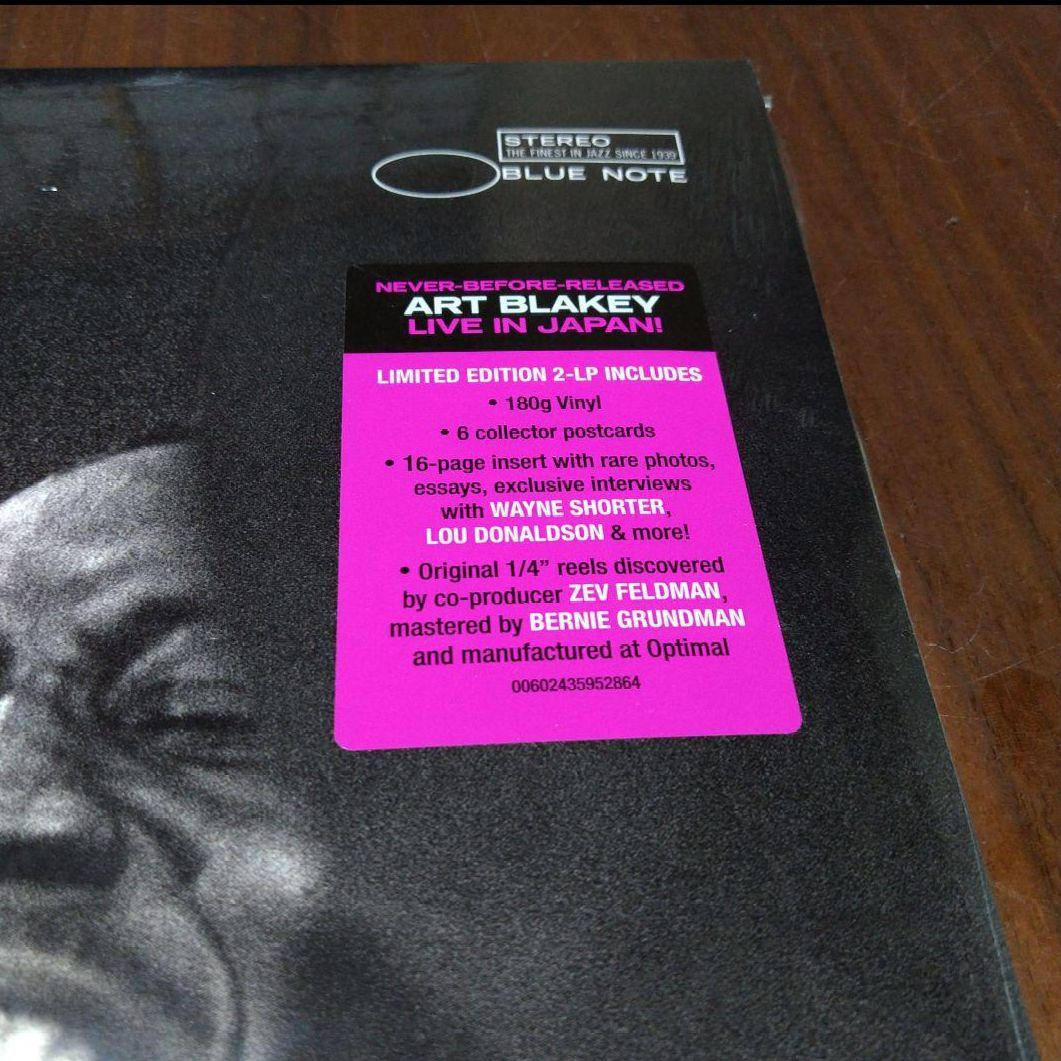 STEREO
THE FINEST IN JAZZ SINCE 1939
BLUE NOTE
NEVER-BEFORE-RELEASED
ART BLAKEY
LIVE IN JAPAN!
LIMITED EDITION 2-LP INCLUDES
• 180g Vinyl
• 6 collector postcards
• 16-page insert with rare photos,
essays, exclusive interviews
with WAYNE SHORTER,
LOU DONALDSON & more!
• Original 1/4” reels discovered
by co-producer ZEV FELDMAN,
mastered by BERNIE GRUNDMAN
and manufactured at Optimal
00602435952864